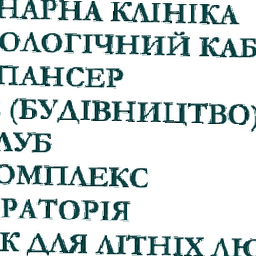 НАРНА КЛІНІКА
ОЛОГІЧНИЙ КАБ
ПАНСЕР
(БУДІВНИЦТВО)
ЛУБ
ОМПЛЕКС
РАТОРІЯ
К ДЛЯ ЛІТНІХ ЛЮ